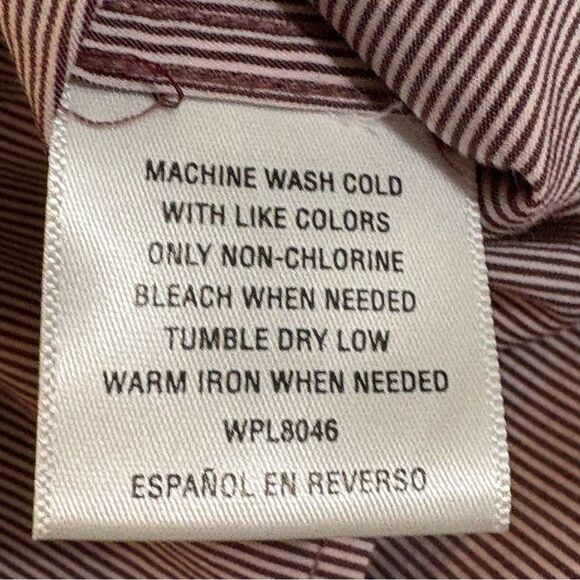 MACHINE WASH COLD
WITH LIKE COLORS
ONLY NON-CHLORINE
BLEACH WHEN NEEDED
TUMBLE DRY LOW
WARM IRON WHEN NEEDED
WPL8046
ESPAÑOL EN REVERSO